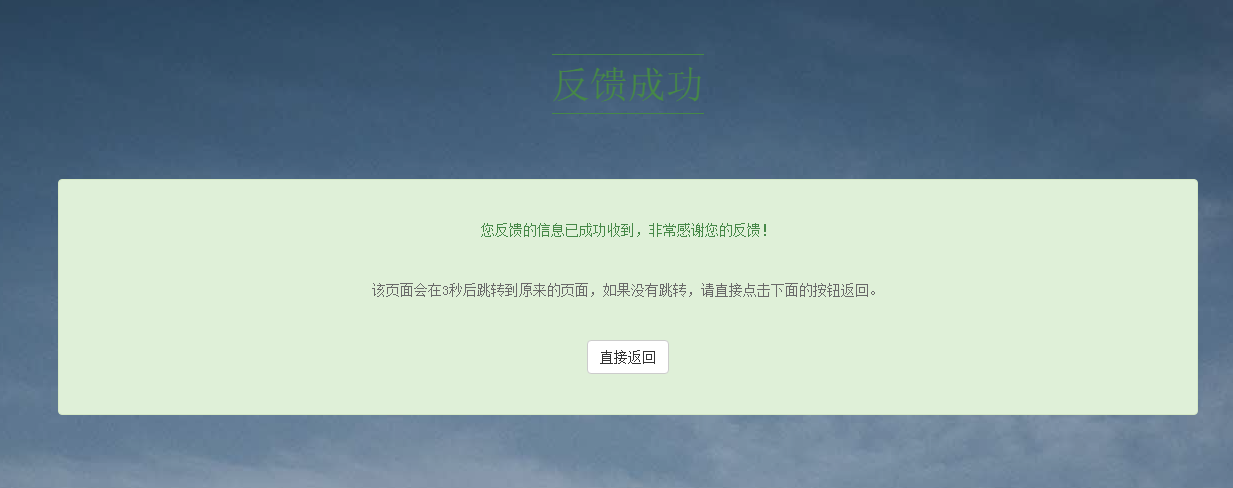 反馈成功
您反馈的信息已成功收到，非常感谢您的反馈！
该页面会在3秒后跳转到原来的页面，如果没有跳转，请直接点击下面的按钮返回。
直接返回